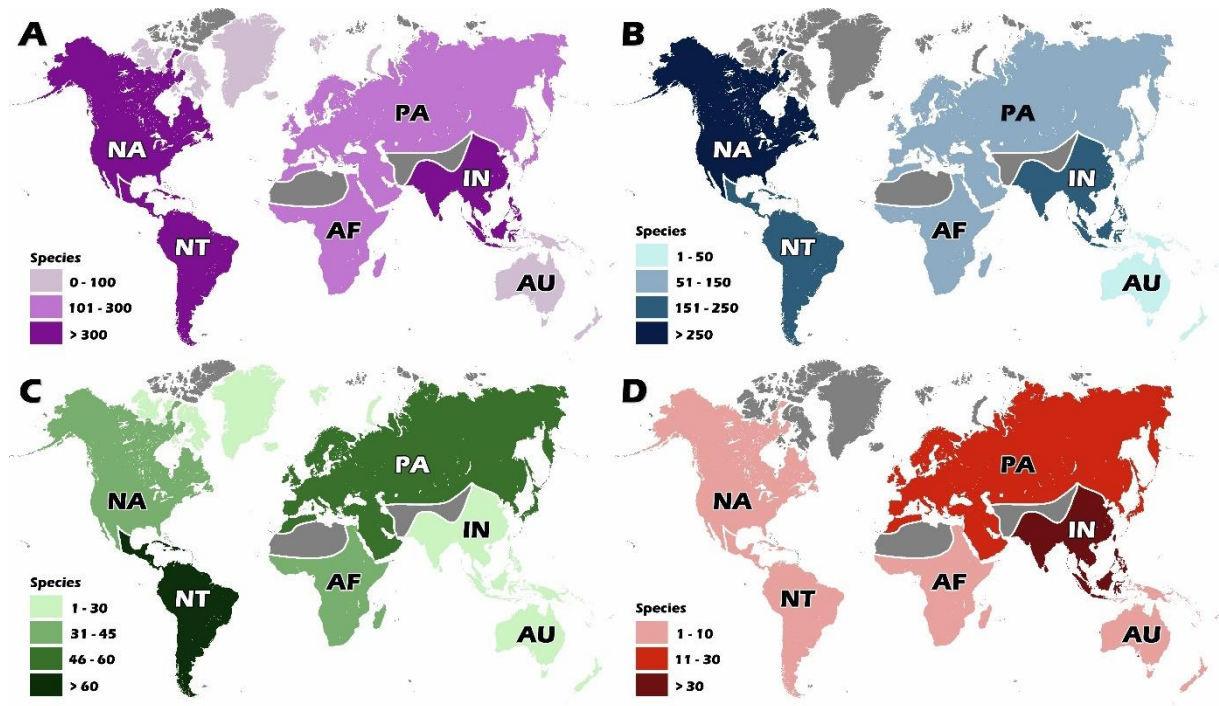 A
NA
NT
PA
IN
AF
AU
Species
0 - 100
101 - 300
> 300
B
NA
NT
PA
IN
AF
AU
Species
1 - 50
51 - 150
151 - 250
> 250
C
NA
NT
PA
IN
AF
AU
Species
1 - 30
31 - 45
46 - 60
> 60
D
NA
NT
PA
IN
AF
AU
Species
1 - 10
11 - 30
> 30